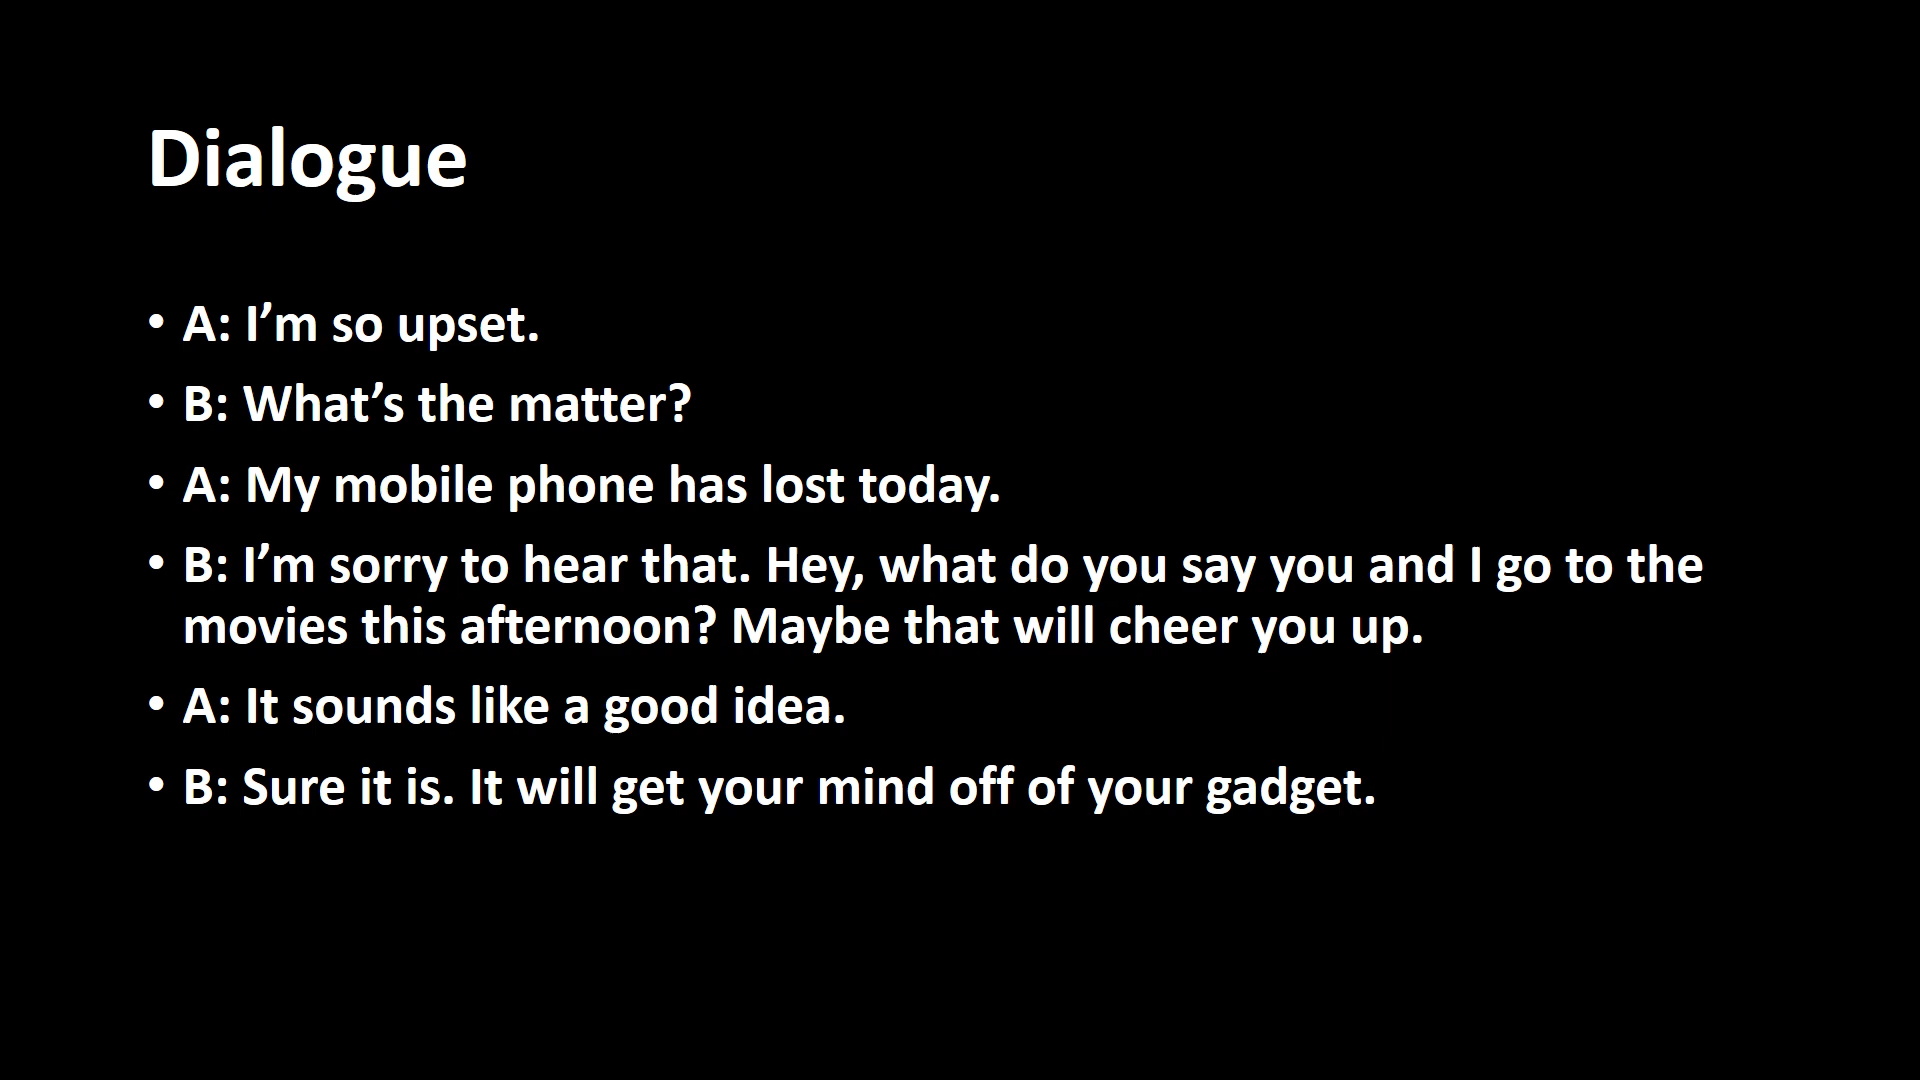 Dialogue
• A: I’m so upset.
• B: What’s the matter?
• A: My mobile phone has lost today.
• B: I’m sorry to hear that. Hey, what do you say you and I go to the
movies this afternoon? Maybe that will cheer you up.
• A: It sounds like a good idea.
• B: Sure it is. It will get your mind off of your gadget.